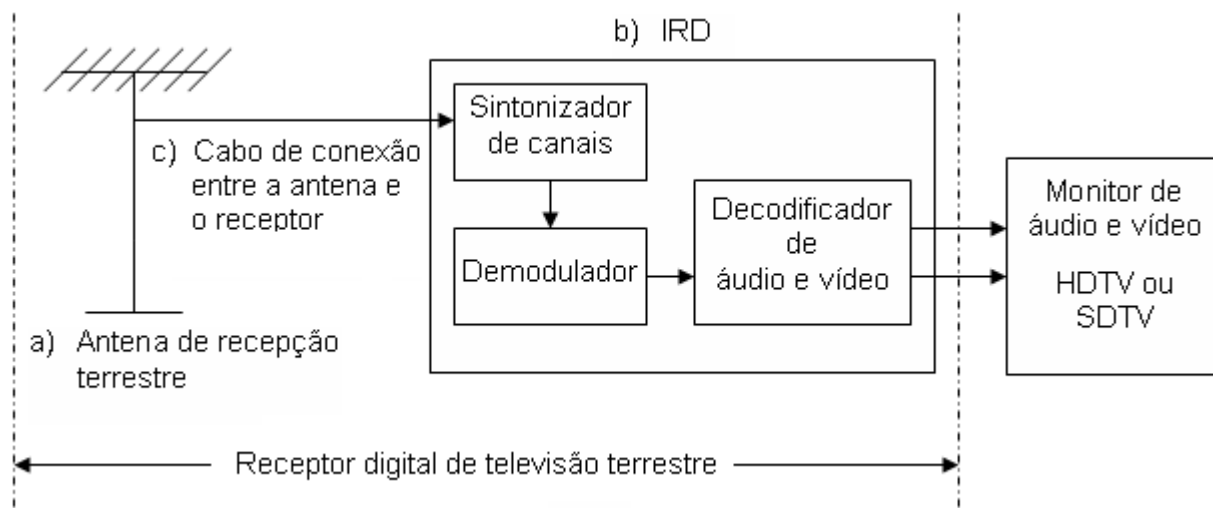 b) IRD
Sintonizador
de canais
c) Cabo de conexão
entre a antena e
o receptor
Demodulador
Decodificador
de
áudio e vídeo
Monitor de
áudio e vídeo
HDTV ou
SDTV
a) Antena de recepção
terrestre
Receptor digital de televisão terrestre